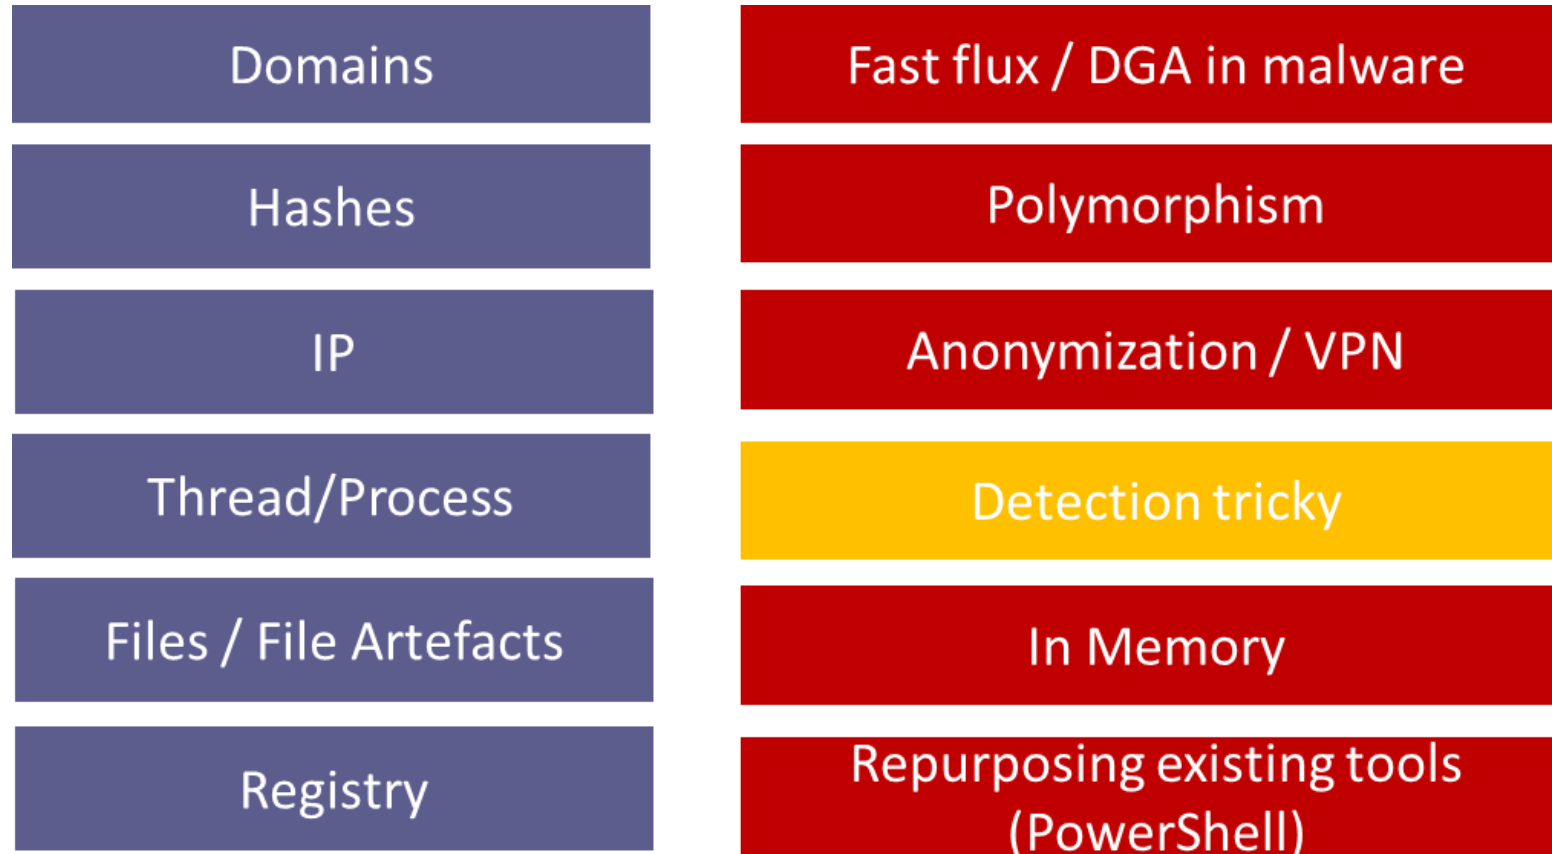 Domains
Fast flux / DGA in malware
Hashes
Polymorphism
IP
Anonymization / VPN
Thread/Process
Detection tricky
Files / File Artefacts
In Memory
Registry
Repurposing existing tools
(PowerShell)